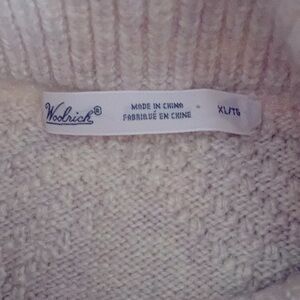 Woolrich®
MADE IN CHINA
FABRIQUÉ EN CHINE
XL/TG